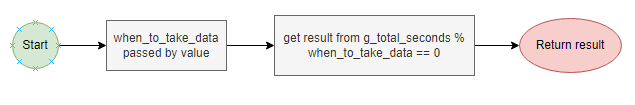 Start
when_to_take_data
passed by value
get result from g_total_seconds %
when_to_take_data == 0
Return result